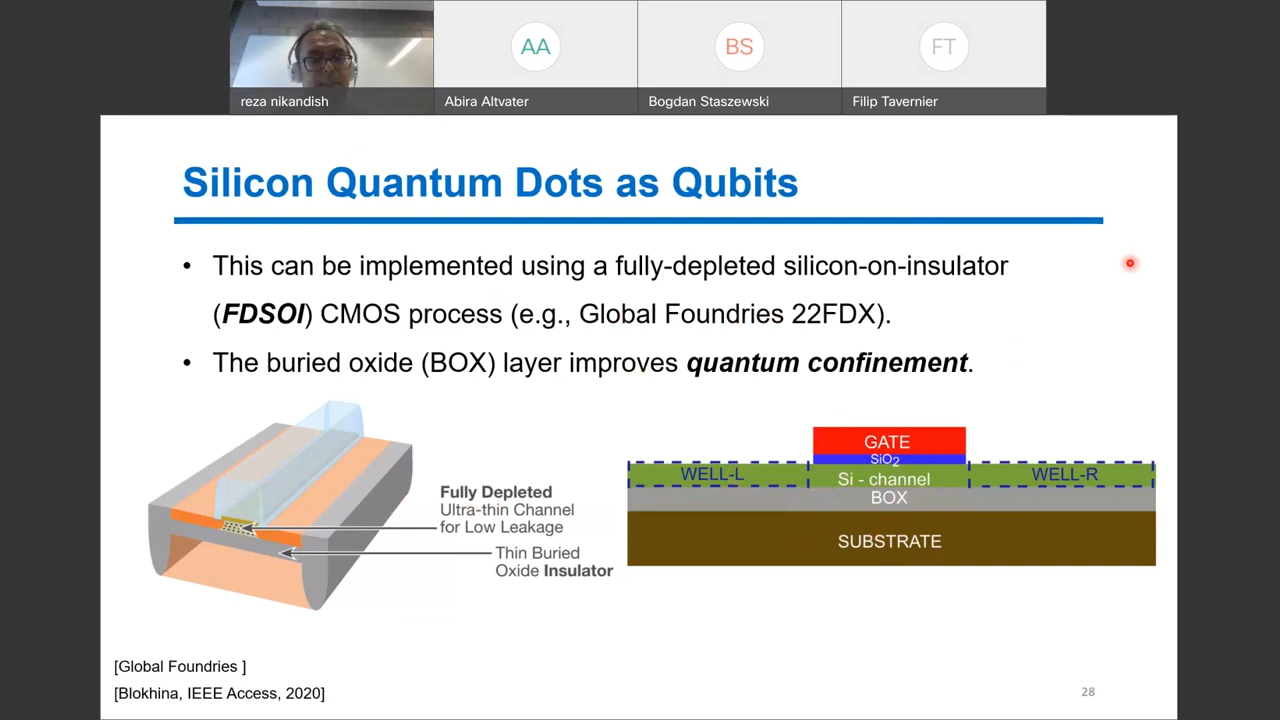 AA
BS
FT
reza nikandish
Abira Altvater
Bogdan Staszewski
Filip Tavernier
Silicon Quantum Dots as Qubits
• This can be implemented using a fully-depleted silicon-on-insulator
(FDSOI) CMOS process (e.g., Global Foundries 22FDX).
• The buried oxide (BOX) layer improves quantum confinement.
Fully Depleted
Ultra-thin Channel
for Low Leakage
Thin Buried
Oxide Insulator
GATE
SiO2
WELL-L
Si - channel
WELL-R
BOX
SUBSTRATE
[Global Foundries ]
[Blokhina, IEEE Access, 2020]
28